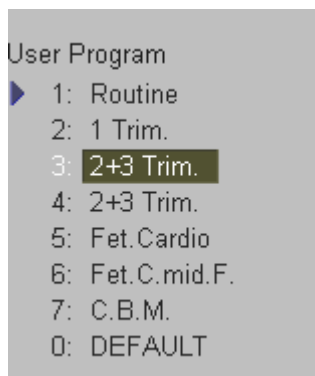 User Program
1: Routine
2: 1 Trim.
3: 2+3 Trim.
4: 2+3 Trim.
5: Fet.Cardio
6: Fet.C.mid.F.
7: C.B.M.
0: DEFAULT